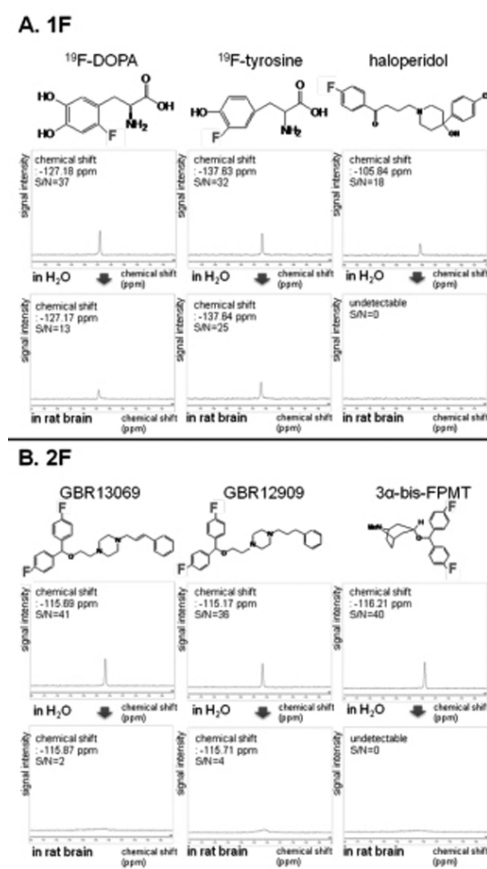 A. 1F
¹⁹F-DOPA
¹⁹F-tyrosine
haloperidol
HO
HO
F
O
OH
NH₂
HO
F
O
OH
NH₂
F
O
N
OH
signal intensity
chemical shift
: -127.18 ppm
S/N=37
signal intensity
chemical shift
: -137.63 ppm
S/N=32
signal intensity
chemical shift
: -105.84 ppm
S/N=18
in H₂O
chemical shift
(ppm)
in H₂O
chemical shift
(ppm)
in H₂O
chemical shift
(ppm)
signal intensity
chemical shift
: -127.17 ppm
S/N=13
signal intensity
chemical shift
: -137.64 ppm
S/N=25
signal intensity
undetectable
S/N=0
in rat brain
chemical shift
(ppm)
in rat brain
chemical shift
(ppm)
in rat brain
chemical shift
(ppm)
B. 2F
GBR13069
GBR12909
3α-bis-FPMT
F
F
O
N
N
F
F
O
N
N
MeN
H
O
F
F
signal intensity
chemical shift
: -115.69 ppm
S/N=41
signal intensity
chemical shift
: -115.17 ppm
S/N=36
signal intensity
chemical shift
: -116.21 ppm
S/N=40
in H₂O
chemical shift
(ppm)
in H₂O
chemical shift
(ppm)
in H₂O
chemical shift
(ppm)
signal intensity
chemical shift
: -115.87 ppm
S/N=2
signal intensity
chemical shift
: -115.71 ppm
S/N=4
signal intensity
undetectable
S/N=0
in rat brain
chemical shift
(ppm)
in rat brain
chemical shift
(ppm)
in rat brain
chemical shift
(ppm)